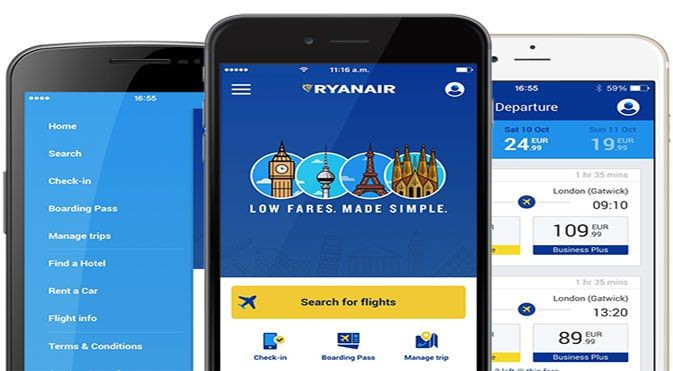 16:55
Home
Search
Check-in
Boarding Pass
Manage trips
Find a Hotel
Rent a Car
Flight info
Terms & Conditions
11:16 a.m.
RYANAIR
LOW FARES. MADE SIMPLE.
Search for flights
Check-in
Boarding Pass
Manage trip
16:55 59%
Departure
Sat 10 Oct
24 EUR .99
Sun 11 Oct
19 EUR .99
1 hr 35 mins
London (Gatwick)
09:10
109 EUR .99
Business Plus
1 hr 35 mins
London (Gatwick)
13:20
89 EUR .99
Business Plus